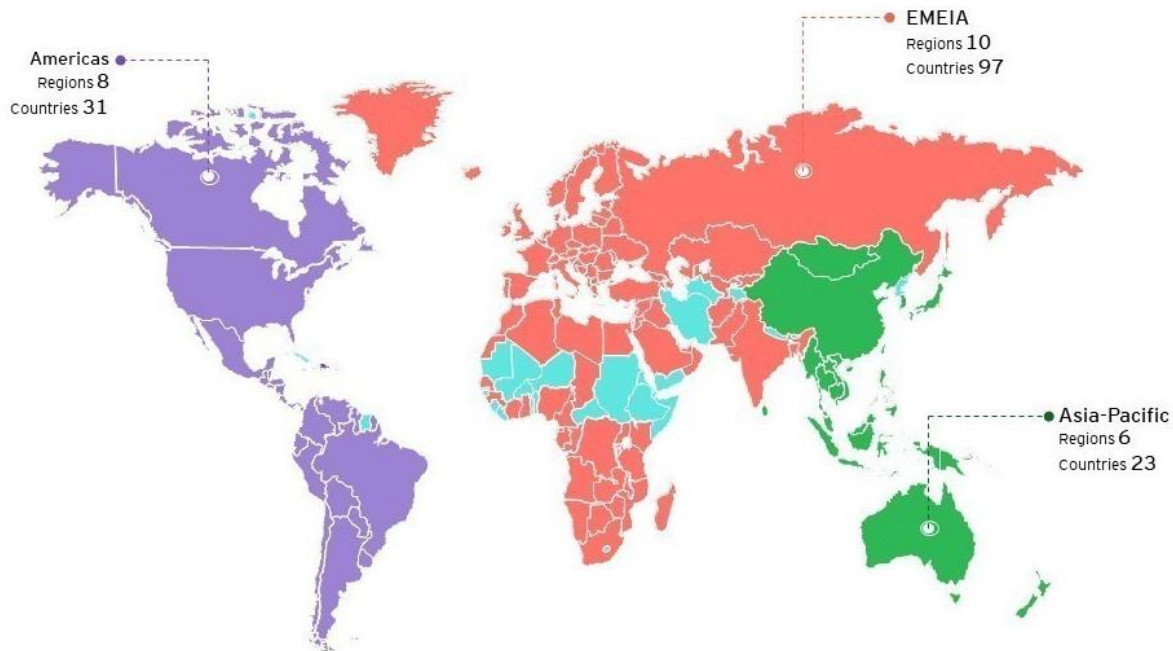 Americas
Regions 8
Countries 31
EMEIA
Regions 10
Countries 97
Asia-Pacific
Regions 6
Countries 23